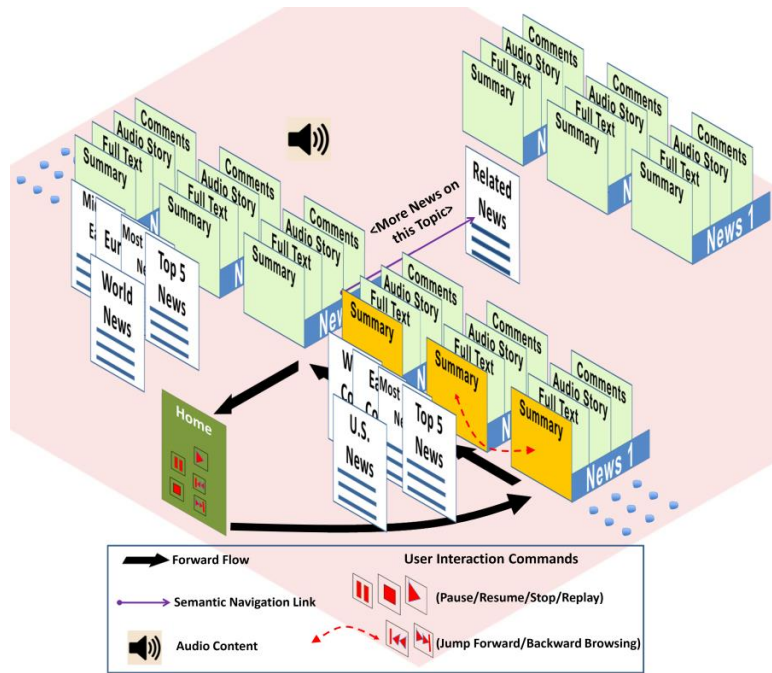 Comments
Audio Story
Full Text
Summary
Comments
Audio Story
Full Text
Summary
Comments
Audio Story
Full Text
Summary
News 1
Comments
Audio Story
Full Text
Summary
Comments
Audio Story
Full Text
Summary
Comments
Audio Story
Full Text
Summary
<More News on
this Topic>
Related
News
Most
Top 5
News
World
News
Comments
Audio Story
Full Text
Summary
Comments
Audio Story
Full Text
Summary
Comments
Audio Story
Full Text
Summary
News 1
Most
Top 5
News
U.S.
News
Home
Forward Flow
Semantic Navigation Link
Audio Content
User Interaction Commands
(Pause/Resume/Stop/Replay)
(Jump Forward/Backward Browsing)